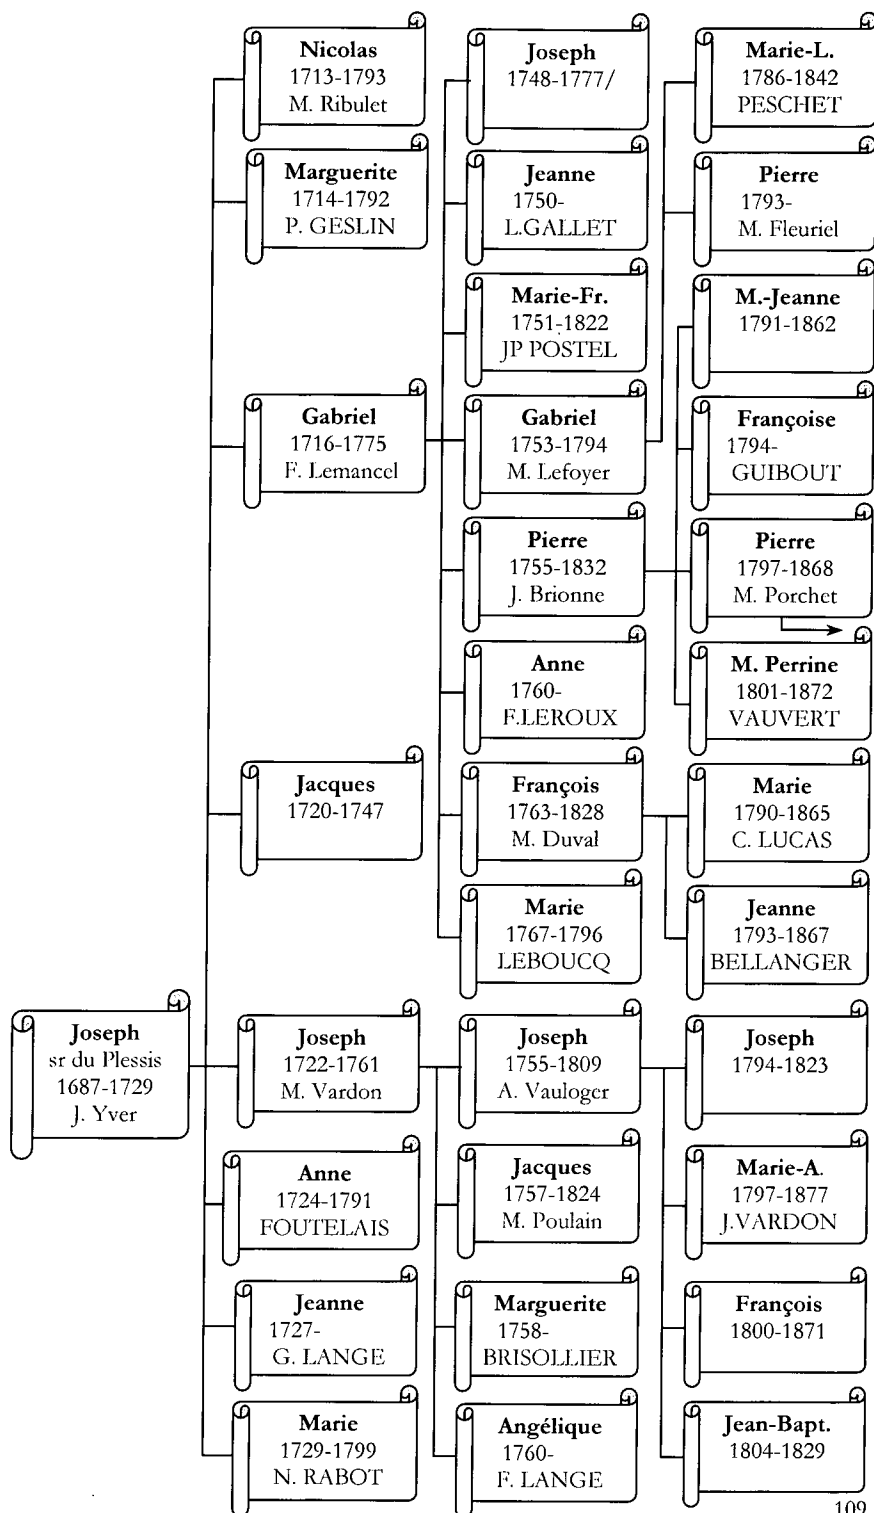 Nicolas
1713-1793
M. Ribulet
Marguerite
1714-1792
P. GESLIN
Gabriel
1716-1775
F. Lemancel
Jacques
1720-1747
Joseph
sr du Plessis
1687-1729
J. Yver
Joseph
1722-1761
M. Vardon
Anne
1724-1791
FOUTELAIS
Jeanne
1727-
G. LANGE
Marie
1729-1799
N. RABOT
Joseph
1748-1777/
Jeanne
1750-
L.GALLET
Marie-Fr.
1751-1822
JP POSTEL
Gabriel
1753-1794
M. Lefoyer
Pierre
1755-1832
J. Brionne
Anne
1760-
F.LEROUX
François
1763-1828
M. Duval
Marie
1767-1796
LEBOUCQ
Joseph
1755-1809
A. Vauloger
Jacques
1757-1824
M. Poulain
Marguerite
1758-
BRISOLLIER
Angélique
1760-
F. LANGE
Marie-L.
1786-1842
PESCHET
Pierre
1793-
M. Fleuriel
M.-Jeanne
1791-1862
Françoise
1794-
GUIBOUT
Pierre
1797-1868
M. Porchet
M. Perrine
1801-1872
VAUVERT
Marie
1790-1865
C. LUCAS
Jeanne
1793-1867
BELLANGER
Joseph
1794-1823
Marie-A.
1797-1877
J.VARDON
François
1800-1871
Jean-Bapt.
1804-1829
109